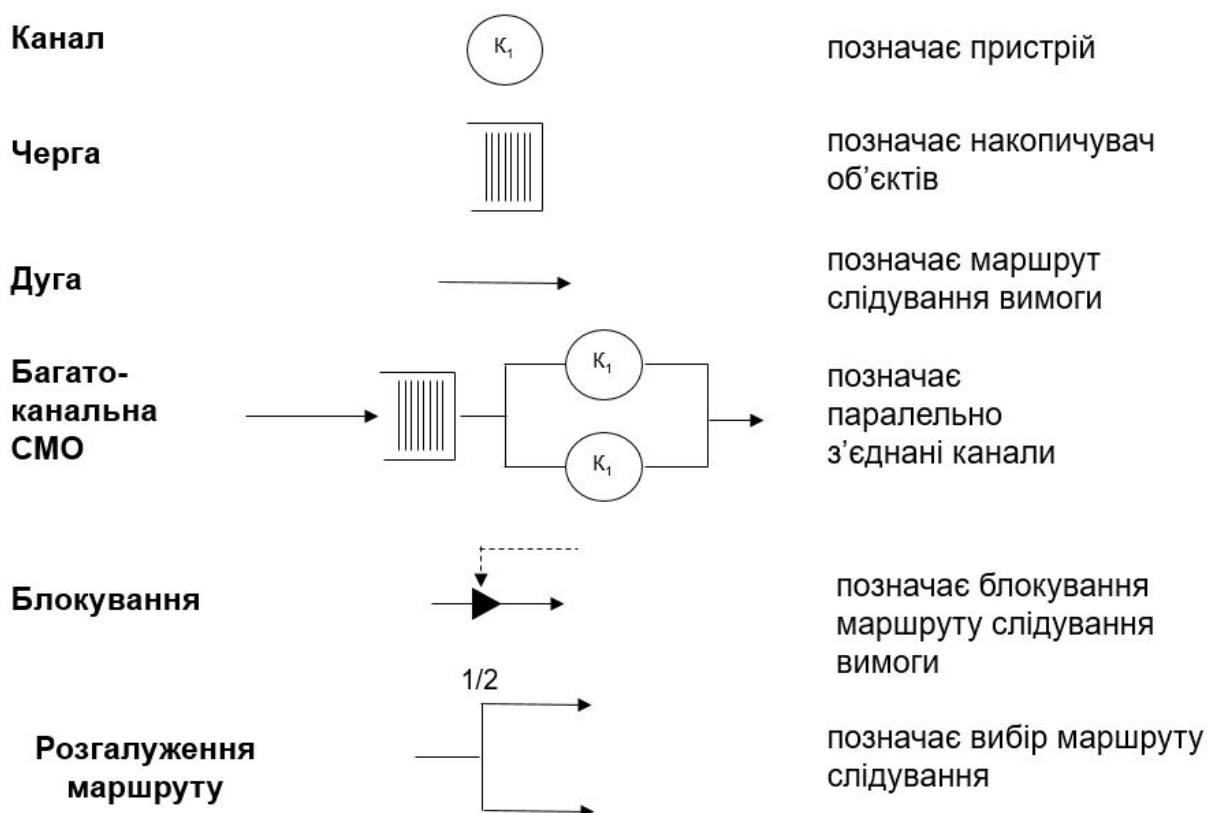 Канал
К₁
позначає пристрій
Черга
позначає накопичувач
об’єктів
Дуга
позначає маршрут
слідування вимоги
Багато-
канальна
СМО
К₁
К₁
позначає
паралельно
з’єднані канали
Блокування
позначає блокування
маршруту слідування
вимоги
1/2
Розгалуження
маршруту
позначає вибір маршруту
слідування